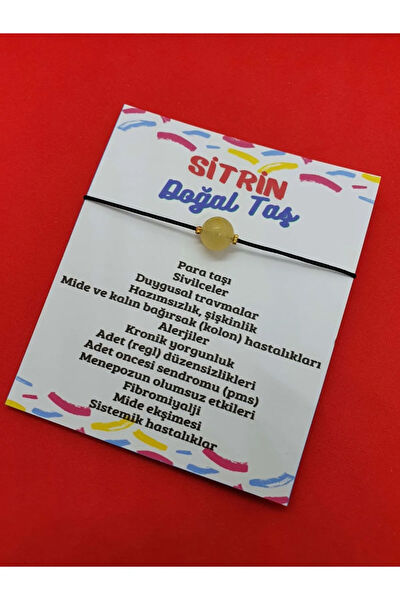 SİTRİN
Doğal Taş
Para taşı
Sivilceler
Duygusal travmalar
Hazımsızlık, şişkinlik
Mide ve kalın bağırsak (kolon) hastalıkları
Alerjiler
Kronik yorgunluk
Adet (regl) düzensizlikleri
Adet oncesi sendromu (pms)
Menepozun olumsuz etkileri
Fibromiyalji
Mide ekşimesi
Sistemik hastalıklar